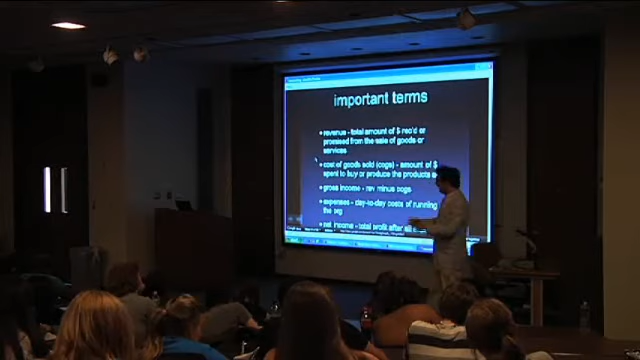 important terms
revenue - total amount of $ rec'd or
promised from the sale of goods or
services
cost of goods sold (cogs) - amount of $
spent to buy or produce the products
gross income - rev minus cogs
expenses - day-to-day costs of running
the org
net income - total profit after all